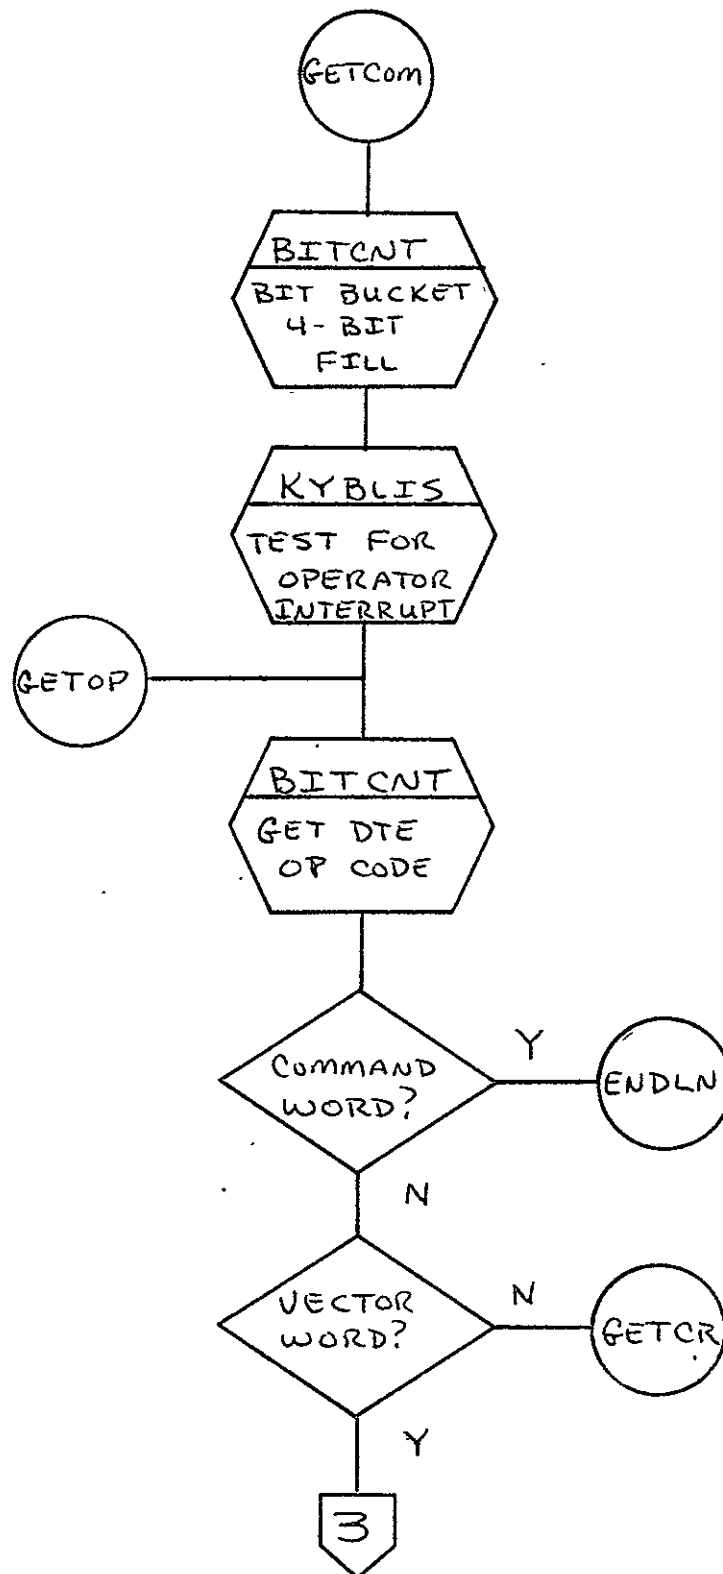 GETCOM
BITCNT
BIT BUCKET
4-BIT
FILL
KYBLIS
TEST FOR
OPERATOR
INTERRUPT
GETOP
BITCNT
GET DTE
OP CODE
COMMAND
WORD?
Y
ENDLN
N
VECTOR
WORD?
N
GETCR
Y
3